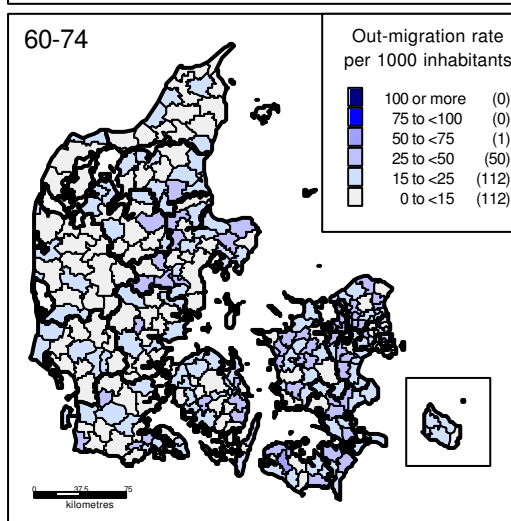 60-74
Out-migration rate
per 1000 inhabitants
100 or more (0)
75 to <100 (0)
50 to <75 (1)
25 to <50 (50)
15 to <25 (112)
0 to <15 (112)
0 37.5 75
kilometres